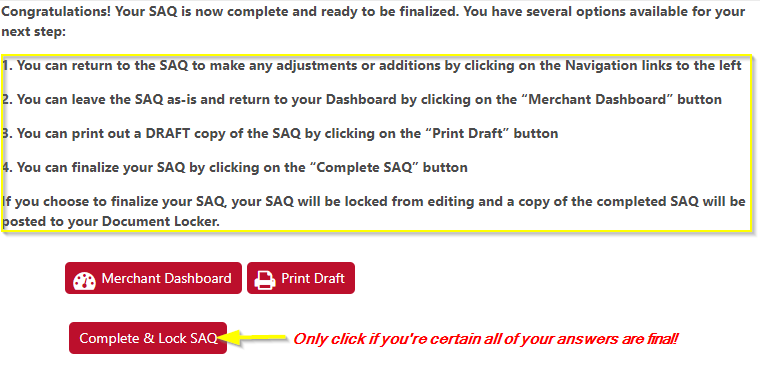 Congratulations! Your SAQ is now complete and ready to be finalized. You have several options available for your
next step:
1. You can return to the SAQ to make any adjustments or additions by clicking on the Navigation links to the left
2. You can leave the SAQ as-is and return to your Dashboard by clicking on the “Merchant Dashboard” button
3. You can print out a DRAFT copy of the SAQ by clicking on the “Print Draft” button
4. You can finalize your SAQ by clicking on the “Complete SAQ” button
If you choose to finalize your SAQ, your SAQ will be locked from editing and a copy of the completed SAQ will be
posted to your Document Locker.
Merchant Dashboard Print Draft
Complete & Lock SAQ Only click if you're certain all of your answers are final!